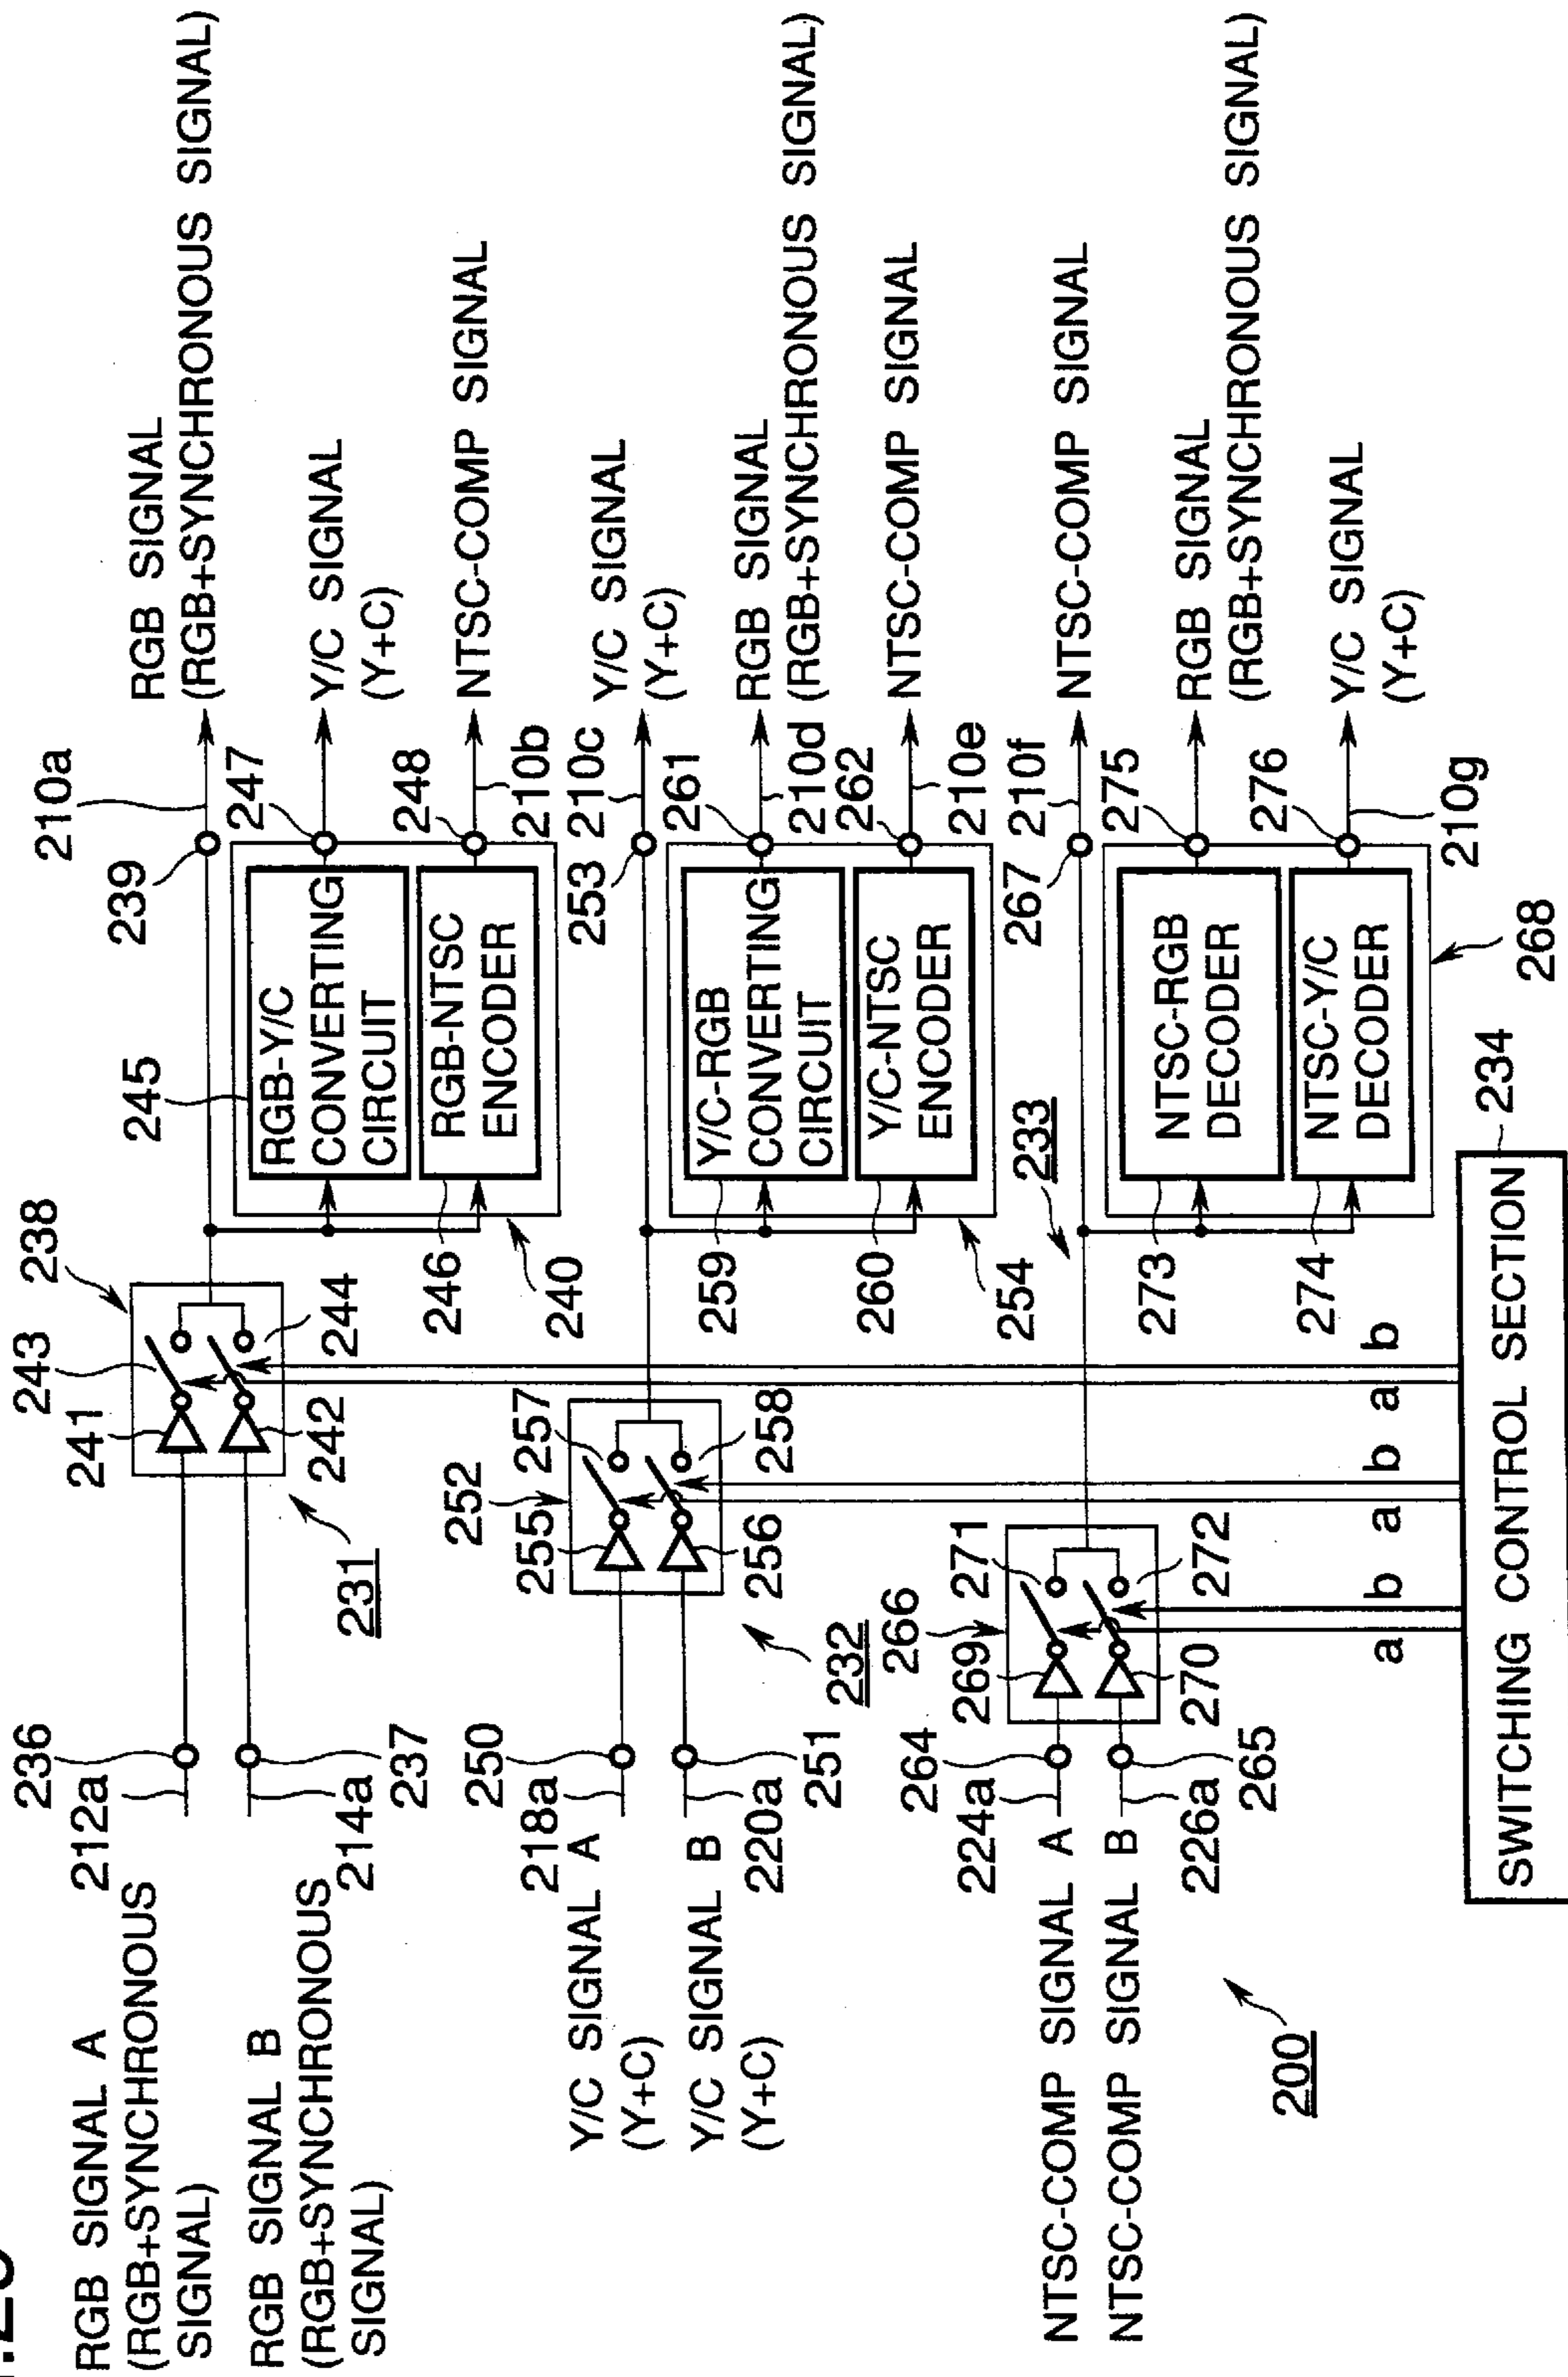 RGB SIGNAL A
(RGB+SYNCHRONOUS
SIGNAL)
RGB SIGNAL B
(RGB+SYNCHRONOUS
SIGNAL)
236
212a
214a
237
241
243
238
242
244
231
245
RGB-Y/C
CONVERTING
CIRCUIT
246
RGB-NTSC
ENCODER
240
239
210a
247
248
210b
RGB SIGNAL
(RGB+SYNCHRONOUS SIGNAL)
Y/C SIGNAL
(Y+C)
NTSC-COMP SIGNAL
Y/C SIGNAL A
(Y+C)
Y/C SIGNAL B
(Y+C)
250
218a
220a
251
252
255
257
256
258
232
259
Y/C-RGB
CONVERTING
CIRCUIT
260
Y/C-NTSC
ENCODER
254
253
210c
261
210d
262
210e
Y/C SIGNAL
(Y+C)
RGB SIGNAL
(RGB+SYNCHRONOUS SIGNAL)
NTSC-COMP SIGNAL
NTSC-COMP SIGNAL A
NTSC-COMP SIGNAL B
264
224a
226a
265
266
269
271
270
272
233
273
NTSC-RGB
DECODER
274
NTSC-Y/C
DECODER
268
267
210f
275
276
210g
NTSC-COMP SIGNAL
RGB SIGNAL
(RGB+SYNCHRONOUS SIGNAL)
Y/C SIGNAL
(Y+C)
a b
a b
a b
SWITCHING CONTROL SECTION
234
200